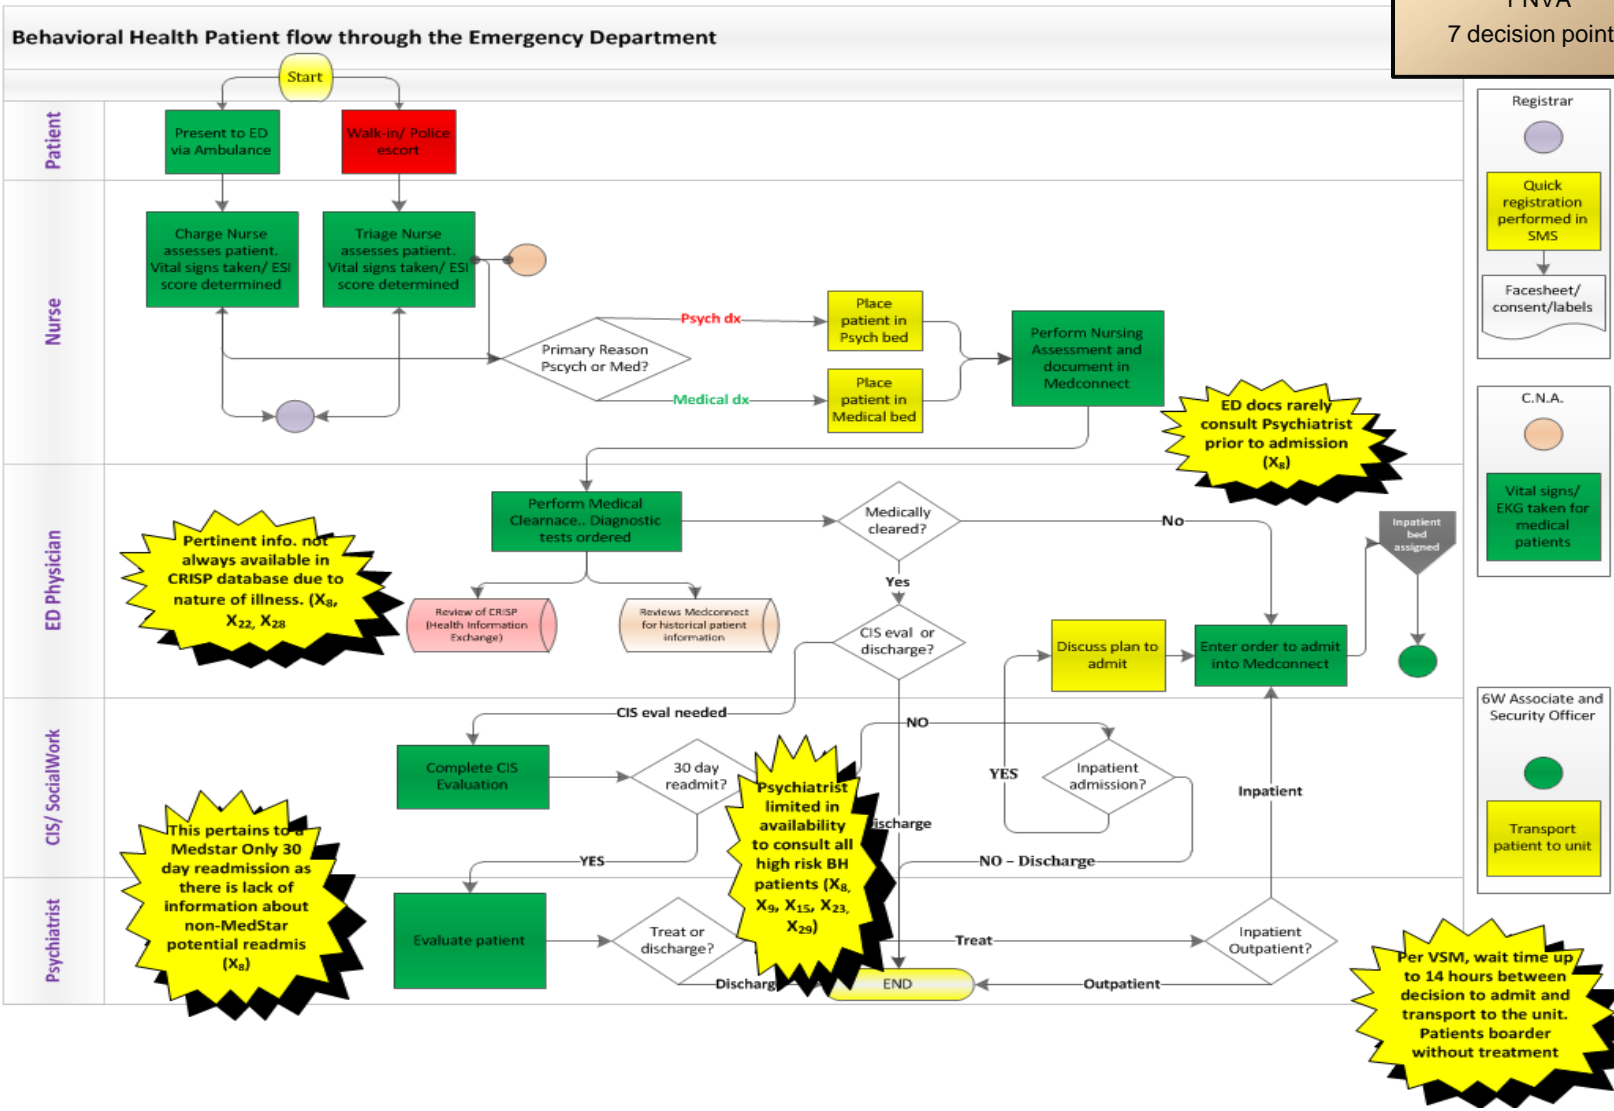 1 NVA
7 decision point
Behavioral Health Patient flow through the Emergency Department
Start
Patient
Present to ED
via Ambulance
Walk-in/ Police
escort
Nurse
Charge Nurse
assesses patient.
Vital signs taken/ ESI
score determined
Triage Nurse
assesses patient.
Vital signs taken/ ESI
score determined
Primary Reason
Pscych or Med?
Psych dx
Medical dx
Place
patient in
Psych bed
Place
patient in
Medical bed
Perform Nursing
Assessment and
document in
Medconnect
ED docs rarely
consult Psychiatrist
prior to admission
(X8)
ED Physician
Pertinent info. not
always available in
CRISP database due to
nature of illness. (X8,
X22, X28
Perform Medical
Clearnace.. Diagnostic
tests ordered
Review of CRISP
(Health Information
Exchange)
Reviews Medconnect
for historical patient
information
Medically
cleared?
No
Yes
CIS eval or
discharge?
Discuss plan to
admit
Enter order to admit
into Medconnect
Inpatient
bed
assigned
CIS/ SocialWork
CIS eval needed
Complete CIS
Evaluation
30 day
readmit?
NO
YES
Inpatient
admission?
YES
Inpatient
ischarge
NO – Discharge
This pertains to a
Medstar Only 30
day readmission as
there is lack of
information about
non-MedStar
potential readmis
(X8)
Psychiatrist
limited in
availability
to consult all
high risk BH
patients (X8,
X9, X15, X23,
X29)
Psychiatrist
Evaluate patient
Treat or
discharge?
Treat
Inpatient
Outpatient?
Discharg
END
Outpatient
Per VSM, wait time up
to 14 hours between
decision to admit and
transport to the unit.
Patients boarder
without treatment
Registrar
Quick
registration
performed in
SMS
Facesheet/
consent/labels
C.N.A.
Vital signs/
EKG taken for
medical
patients
6W Associate and
Security Officer
Transport
patient to unit